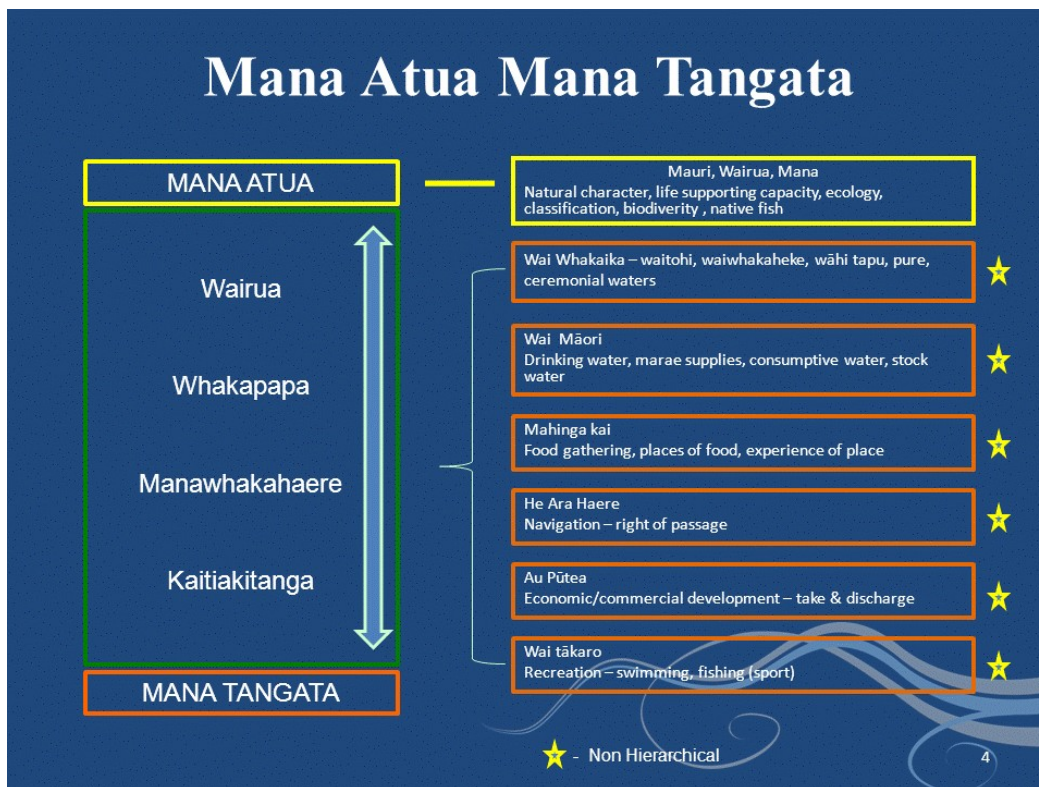 Mana Atua Mana Tangata
MANA ATUA
Wairua
Whakapapa
Manawhakahaere
Kaitiakitanga
MANA TANGATA
Mauri, Wairua, Mana
Natural character, life supporting capacity, ecology,
classification, biodiverity , native fish
Wai Whakaika – waitohi, waiwhakaheke, wāhi tapu, pure,
ceremonial waters
Wai Māori
Drinking water, marae supplies, consumptive water, stock
water
Mahinga kai
Food gathering, places of food, experience of place
He Ara Haere
Navigation – right of passage
Au Pūtea
Economic/commercial development – take & discharge
Wai tākaro
Recreation – swimming, fishing (sport)
- Non Hierarchical
4